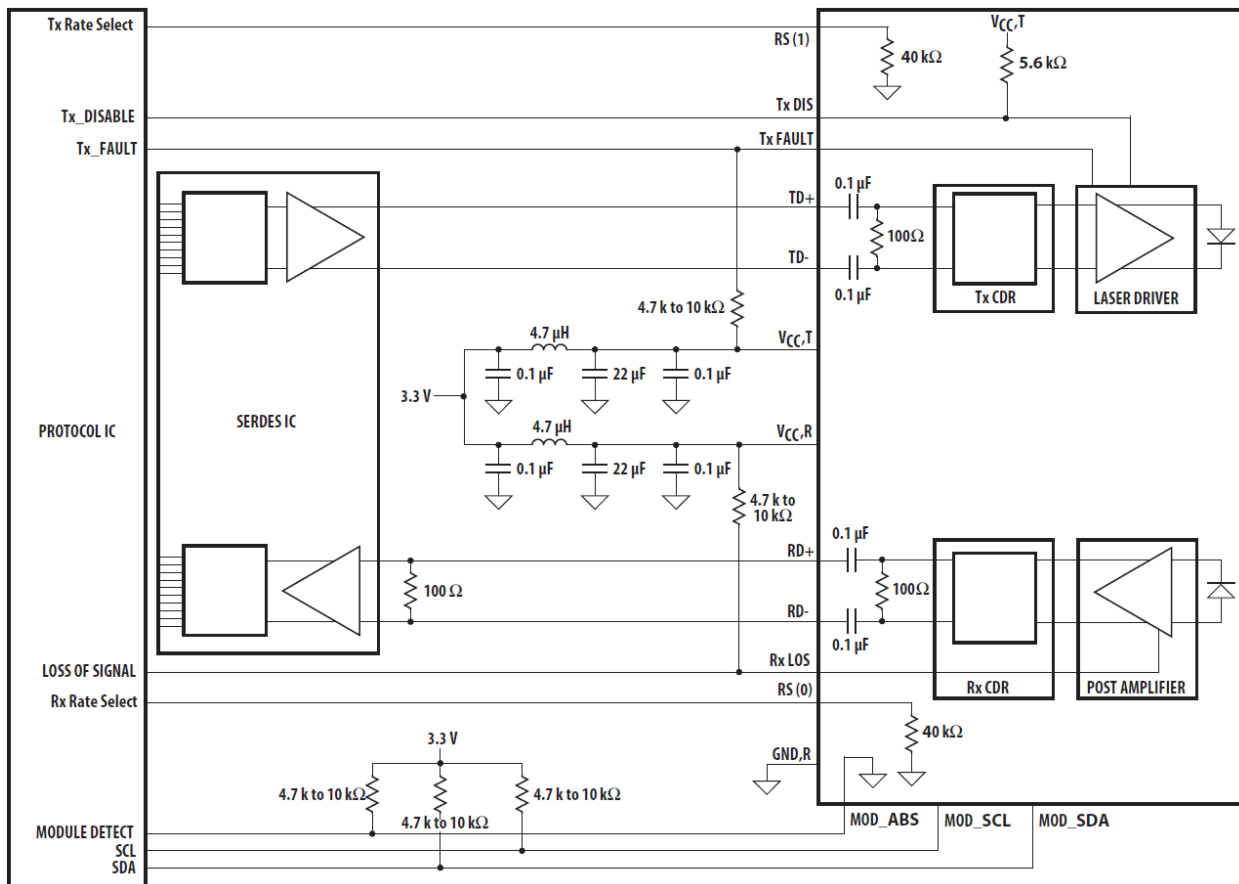 Tx Rate Select
RS (1)
40 kΩ
VCC,T
5.6 kΩ
Tx_DISABLE
Tx DIS
Tx_FAULT
Tx FAULT
TD+
0.1 µF
100Ω
TD-
0.1 µF
Tx CDR
LASER DRIVER
4.7 k to 10 kΩ
4.7 µH
VCC,T
0.1 µF
22 µF
0.1 µF
3.3 V
PROTOCOL IC
SERDES IC
4.7 µH
VCC,R
0.1 µF
22 µF
0.1 µF
4.7 k to
10 kΩ
RD+
0.1 µF
100 Ω
100Ω
RD-
0.1 µF
LOSS OF SIGNAL
Rx LOS
Rx CDR
POST AMPLIFIER
Rx Rate Select
RS (0)
40 kΩ
3.3 V
GND,R
4.7 k to 10 kΩ
4.7 k to 10 kΩ
4.7 k to 10 kΩ
MODULE DETECT
MOD_ABS
MOD_SCL
MOD_SDA
SCL
SDA